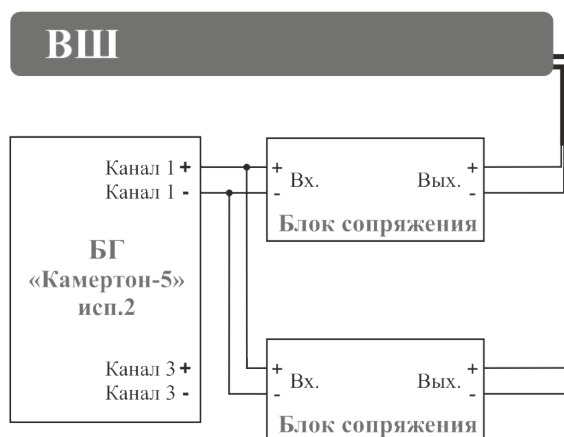 ВШ
Канал 1 +
Канал 1 -
БГ
«Камертон-5»
исп.2
Канал 3 +
Канал 3 -
+ Вх. Вых. +
- -
Блок сопряжения
+ Вх. Вых. +
- -
Блок сопряжения